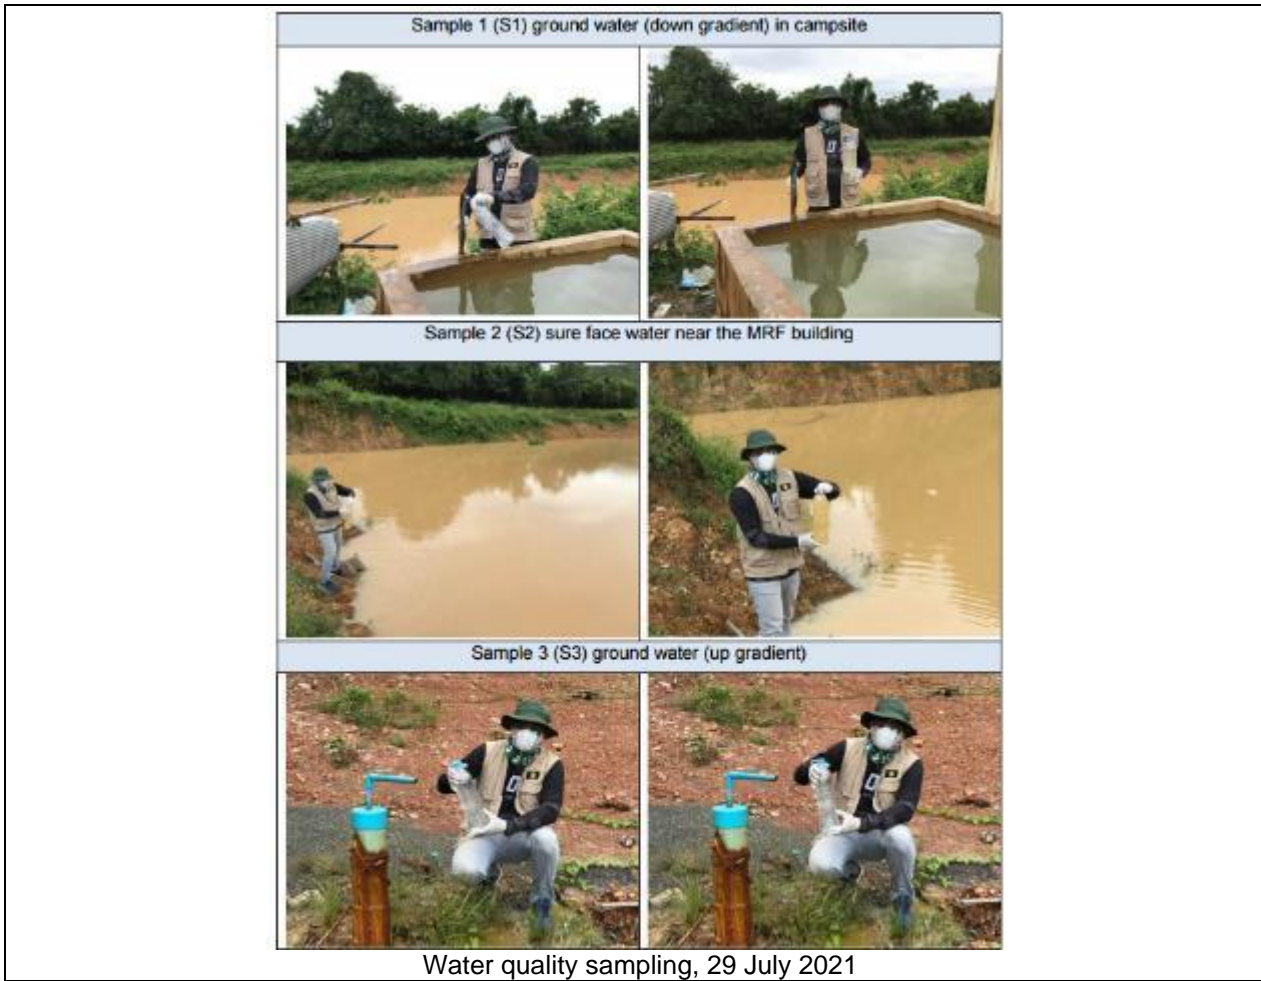 Sample 1 (S1) ground water (down gradient) in campsite
Sample 2 (S2) sure face water near the MRF building
Sample 3 (S3) ground water (up gradient)
Water quality sampling, 29 July 2021